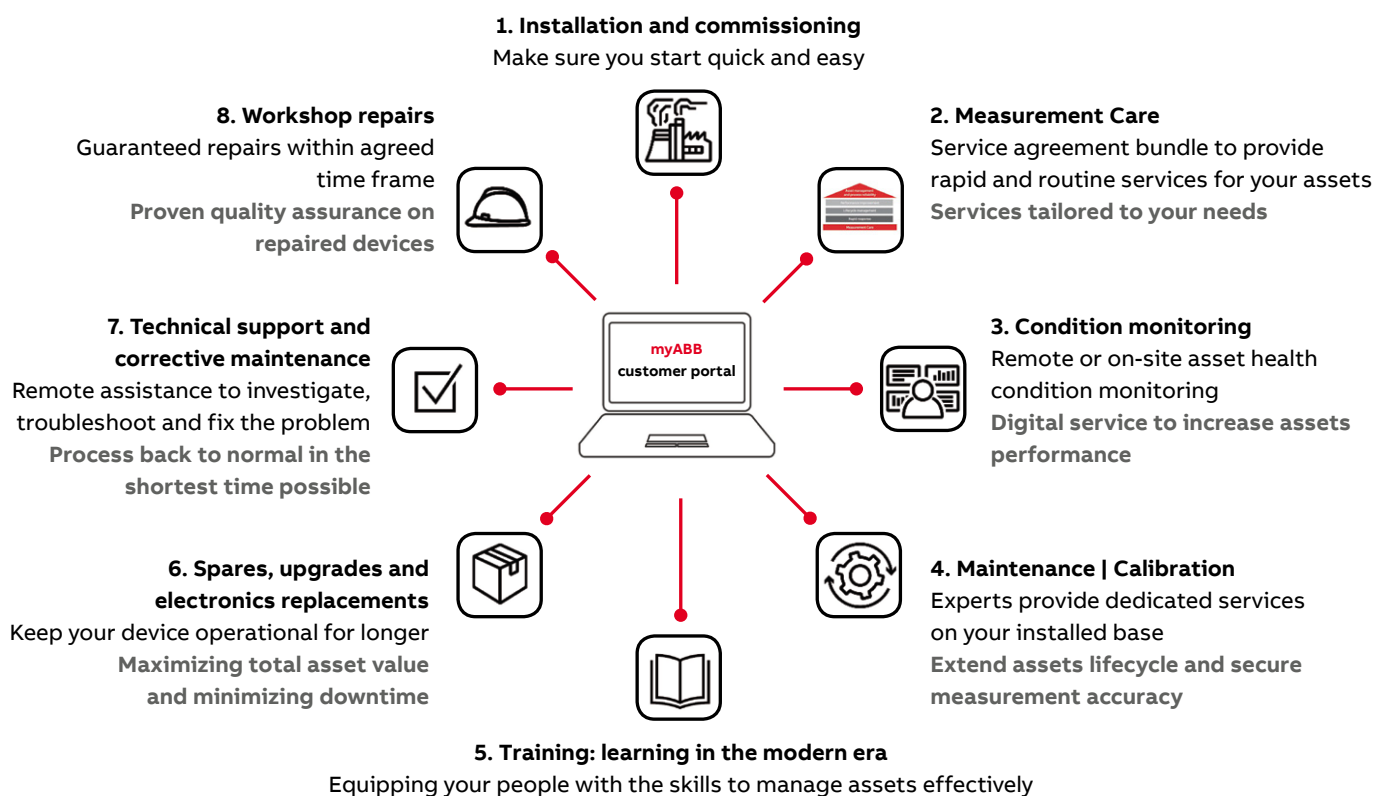 1. Installation and commissioning
Make sure you start quick and easy
2. Measurement Care
Service agreement bundle to provide
rapid and routine services for your assets
Services tailored to your needs
3. Condition monitoring
Remote or on-site asset health
condition monitoring
Digital service to increase assets
performance
4. Maintenance | Calibration
Experts provide dedicated services
on your installed base
Extend assets lifecycle and secure
measurement accuracy
5. Training: learning in the modern era
Equipping your people with the skills to manage assets effectively
6. Spares, upgrades and
electronics replacements
Keep your device operational for longer
Maximizing total asset value
and minimizing downtime
7. Technical support and
corrective maintenance
Remote assistance to investigate,
troubleshoot and fix the problem
Process back to normal in the
shortest time possible
8. Workshop repairs
Guaranteed repairs within agreed
time frame
Proven quality assurance on
repaired devices
myABB
customer portal
Measurement Care